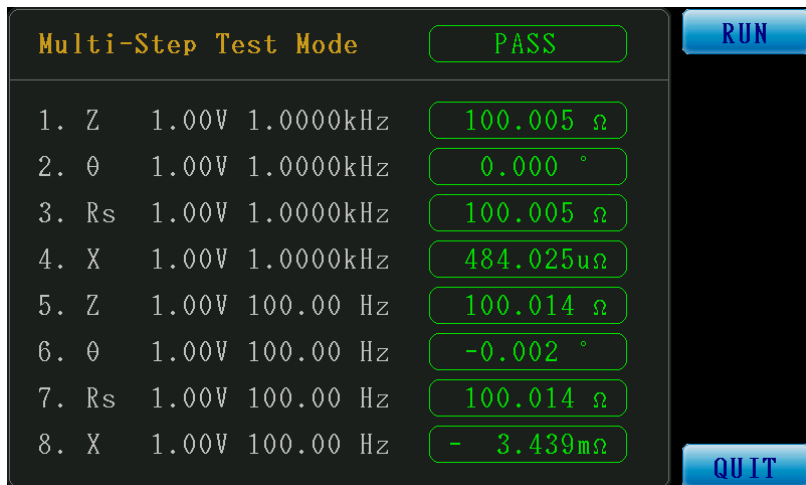 Multi-Step Test Mode PASS RUN
1. Z 1.00V 1.0000kHz 100.005 Ω
2. θ 1.00V 1.0000kHz 0.000 °
3. Rs 1.00V 1.0000kHz 100.005 Ω
4. X 1.00V 1.0000kHz 484.025uΩ
5. Z 1.00V 100.00 Hz 100.014 Ω
6. θ 1.00V 100.00 Hz -0.002 °
7. Rs 1.00V 100.00 Hz 100.014 Ω
8. X 1.00V 100.00 Hz - 3.439mΩ
QUIT